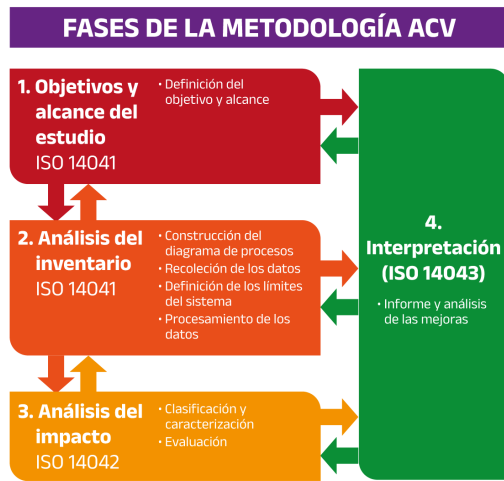 FASES DE LA METODOLOGÍA ACV
1. Objetivos y
alcance del
estudio
ISO 14041
• Definición del
objetivo y alcance
2. Análisis del
inventario
ISO 14041
• Construcción del
diagrama de procesos
• Recoleción de los datos
• Definición de los límites
del sistema
• Procesamiento de los
datos
3. Análisis del
impacto
ISO 14042
• Clasificación y
caracterización
• Evaluación
4.
Interpretación
(ISO 14043)
• Informe y análisis
de las mejoras